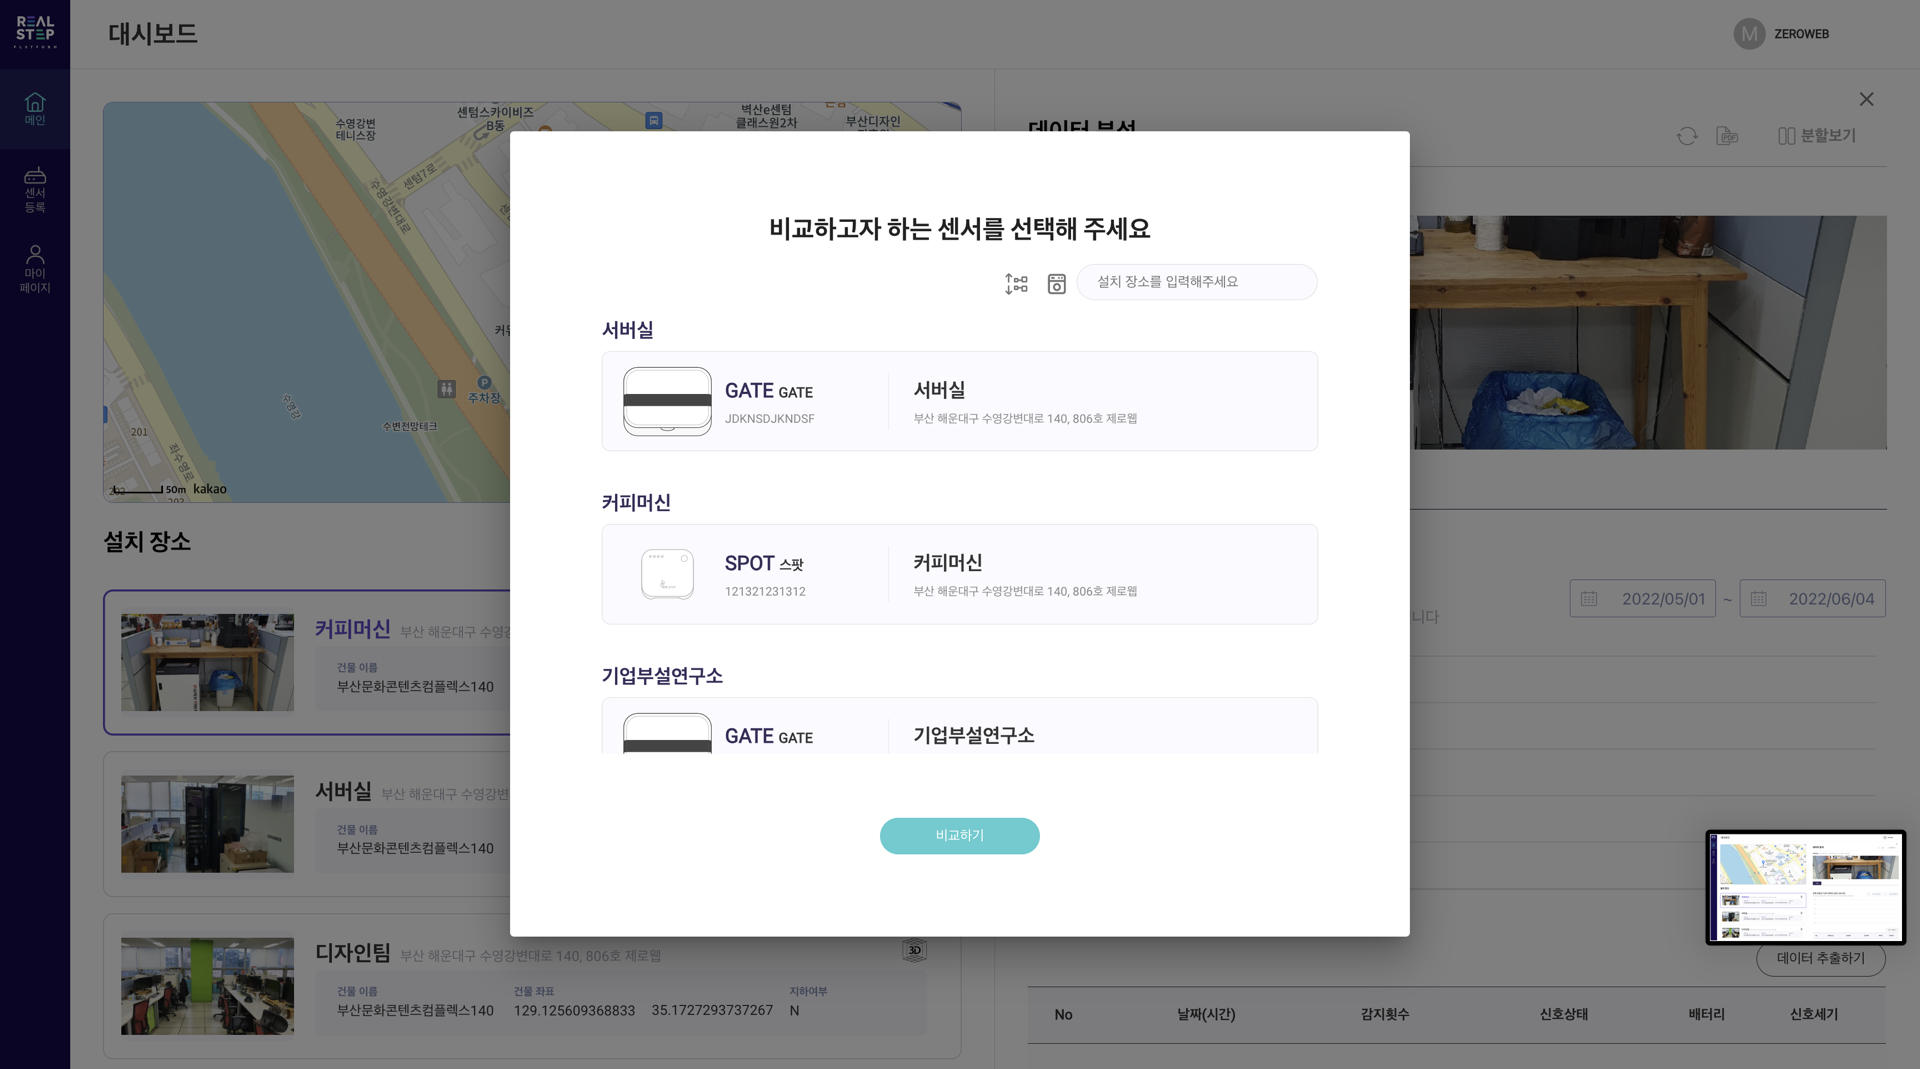 REAL
STEP
PLATFORM
대시보드
M
ZEROWEB
메인
센서
등록
마이
페이지
수영강변
테니스장
센텀스카이비즈
B동
벽산e센텀
클래스원2차
부산디자인
센텀7로
수영강변대로
수영강
P
주차장
수변전망테크
201
202
203
좌수영로
50m
kakao
설치 장소
커피머신 부산 해운대구 수영강
건물 이름
부산문화콘텐츠컴플렉스140
서버실 부산 해운대구 수영강변
건물 이름
부산문화콘텐츠컴플렉스140
디자인팀 부산 해운대구 수영강변대로 140, 806호 제로웹
3D
건물 이름 건물 좌표 지하여부
부산문화콘텐츠컴플렉스140 129.125609368833 35.1727293737267 N
비교하고자 하는 센서를 선택해 주세요
설치 장소를 입력해주세요
서버실
GATE GATE
JDKNSDJKNDSF
서버실
부산 해운대구 수영강변대로 140, 806호 제로웹
커피머신
SPOT 스팟
121321231312
커피머신
부산 해운대구 수영강변대로 140, 806호 제로웹
기업부설연구소
GATE GATE
기업부설연구소
비교하기
데이터 분석
PDF
분할보기
니다
2022/05/01 ~ 2022/06/04
데이터 추출하기
No 날짜(시간) 감지횟수 신호상태 배터리 신호세기